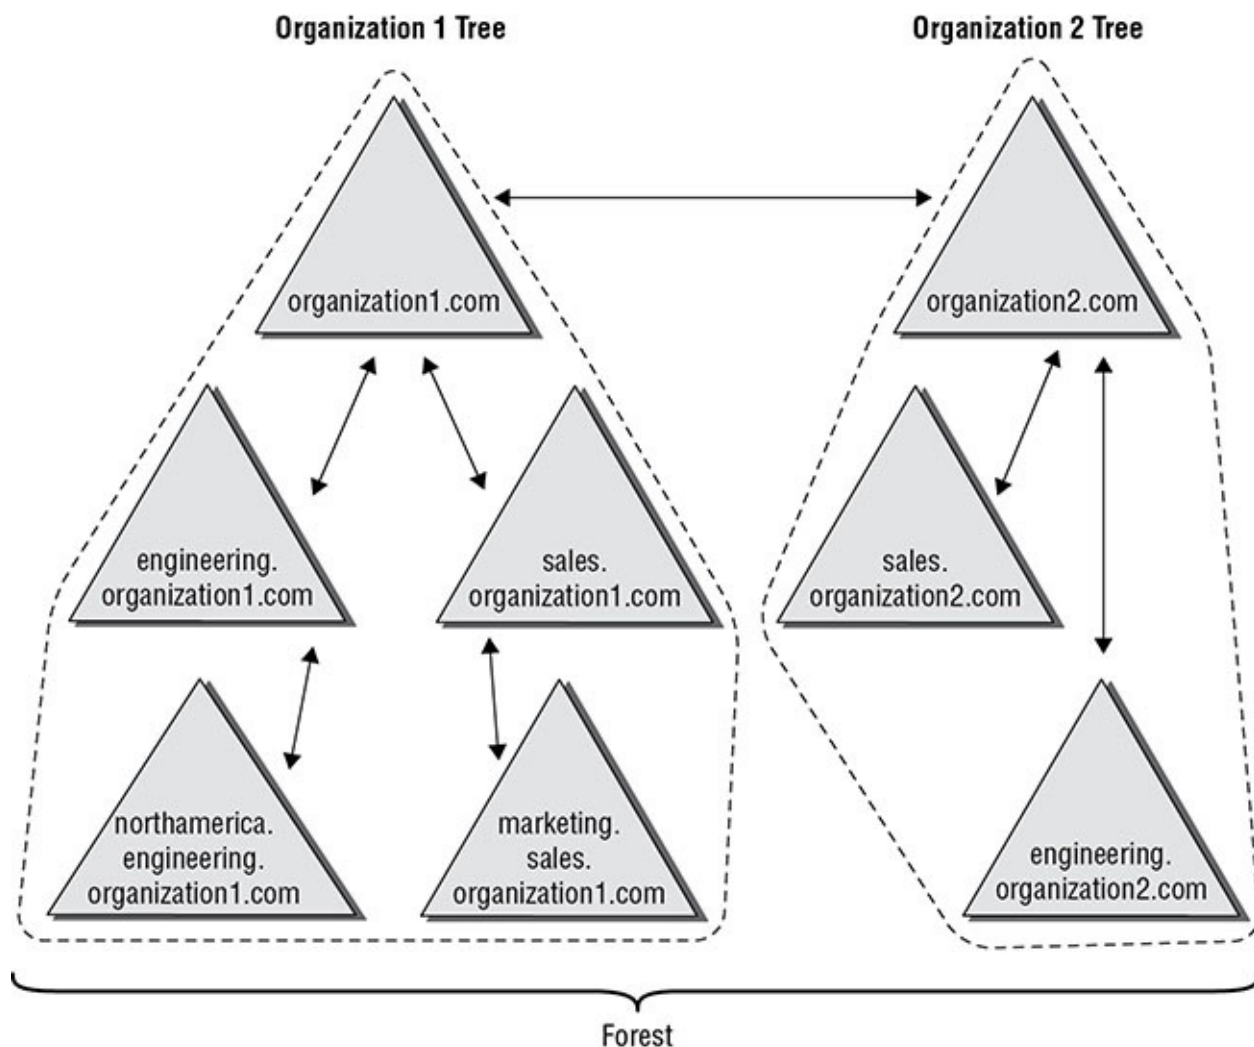 Organization 1 Tree
Organization 2 Tree
organization1.com
organization2.com
engineering.
organization1.com
sales.
organization1.com
sales.
organization2.com
northamerica.
engineering.
organization1.com
marketing.
sales.
organization1.com
engineering.
organization2.com
Forest